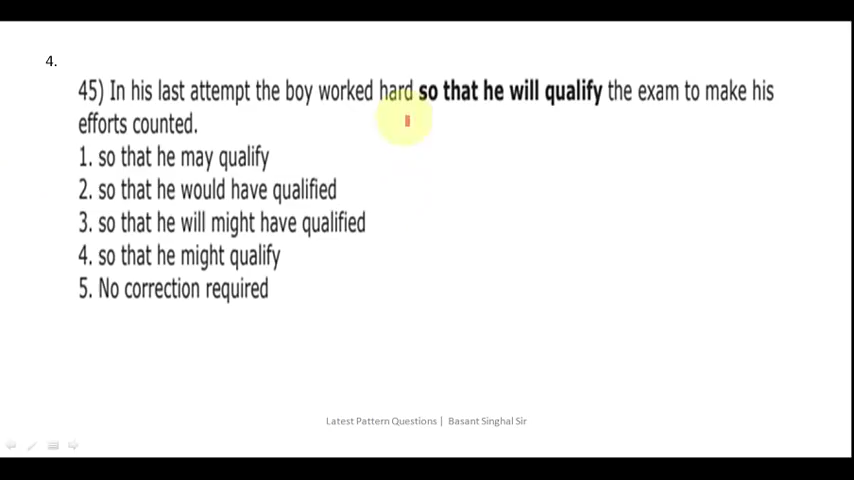 4.
45) In his last attempt the boy worked hard so that he will qualify the exam to make his
efforts counted.
1. so that he may qualify
2. so that he would have qualified
3. so that he will might have qualified
4. so that he might qualify
5. No correction required
Latest Pattern Questions | Basant Singhal Sir